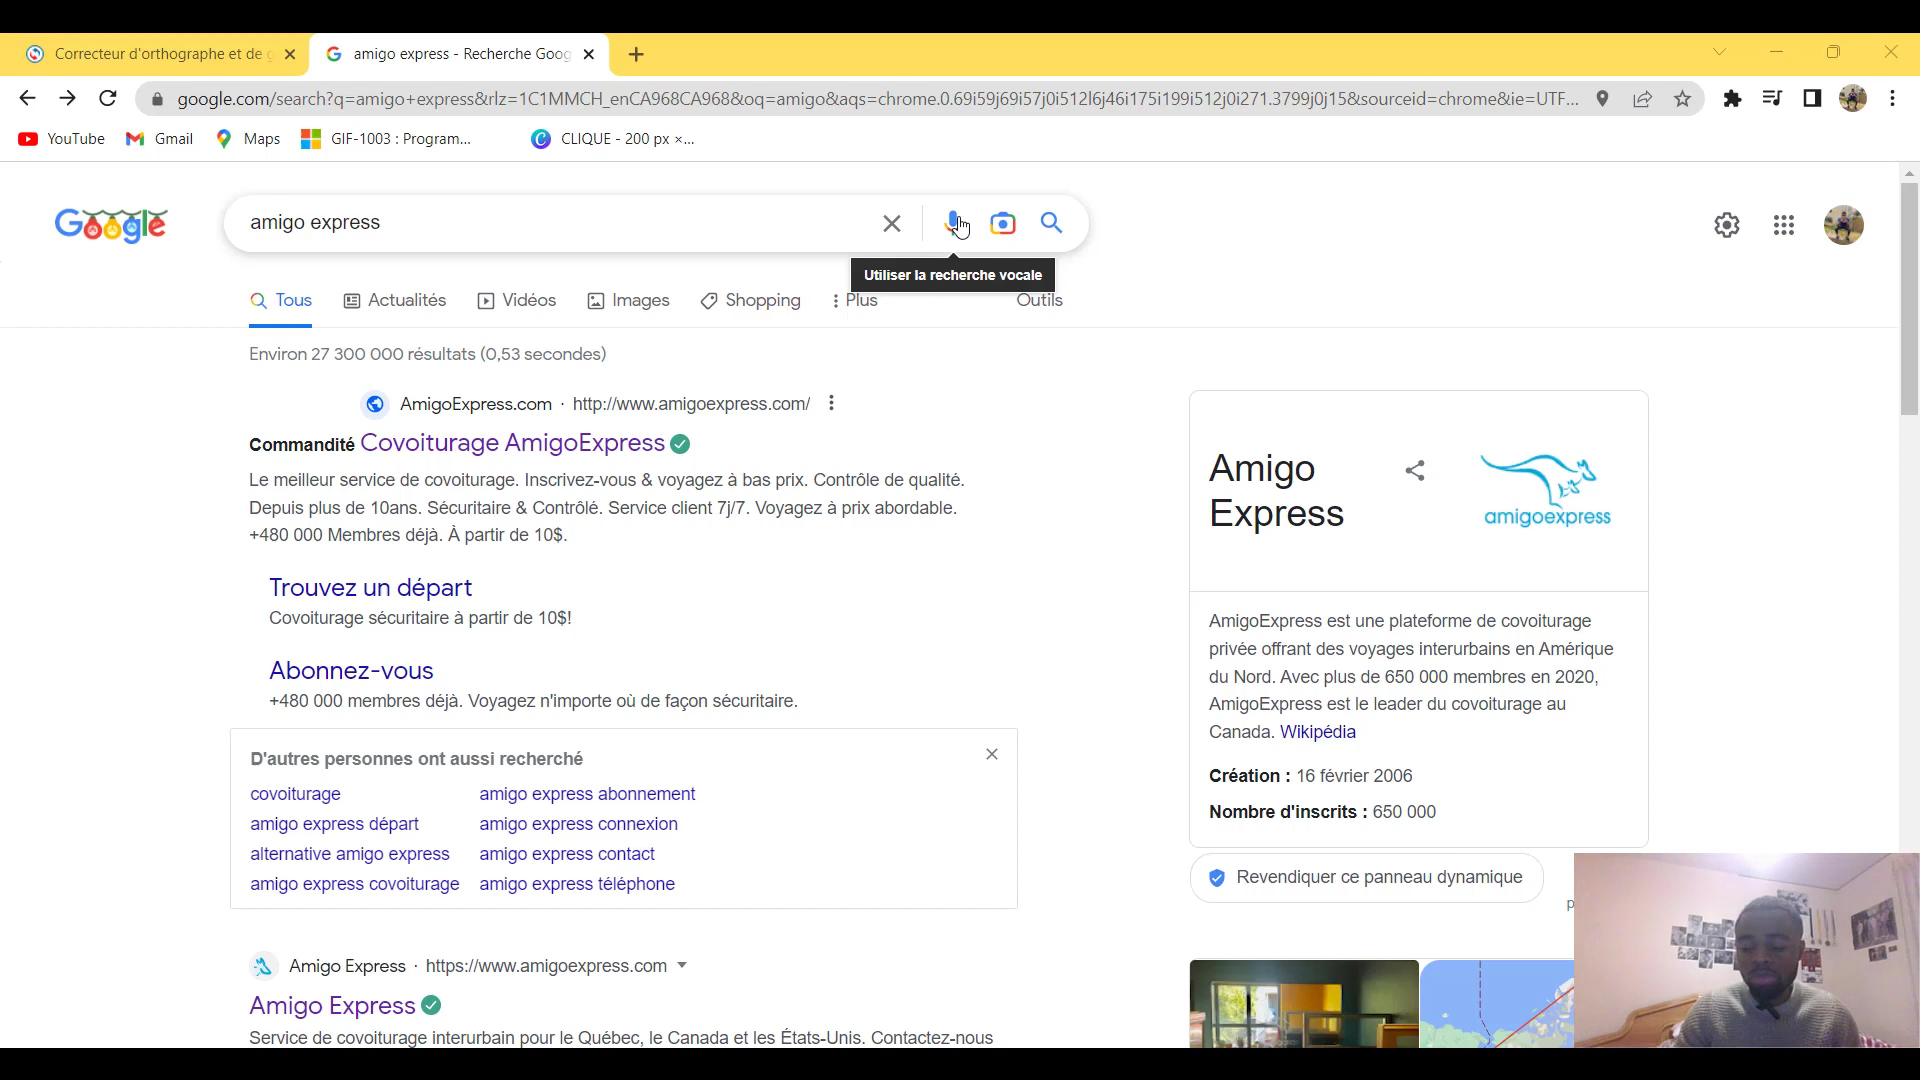 Correcteur d'orthographe et de g
amigo express - Recherche Goog
google.com/search?q=amigo+express&rlz=1C1MMCH_enCA968CA968&oq=amigo&aqs=chrome.0.69i59j69i57j0i512l6j46i175i199i512j0i271.3799j0j15&sourceid=chrome&ie=UTF...
YouTube
Gmail
Maps
GIF-1003 : Program...
CLIQUE - 200 px ×...
Google
amigo express
Utiliser la recherche vocale
Tous
Actualités
Vidéos
Images
Shopping
Plus
Outils
Environ 27 300 000 résultats (0,53 secondes)
AmigoExpress.com · http://www.amigoexpress.com/
Commandité Covoiturage AmigoExpress
Le meilleur service de covoiturage. Inscrivez-vous & voyagez à bas prix. Contrôle de qualité.
Depuis plus de 10ans. Sécuritaire & Contrôlé. Service client 7j/7. Voyagez à prix abordable.
+480 000 Membres déjà. À partir de 10$.
Trouvez un départ
Covoiturage sécuritaire à partir de 10$!
Abonnez-vous
+480 000 membres déjà. Voyagez n'importe où de façon sécuritaire.
D'autres personnes ont aussi recherché
covoiturage
amigo express abonnement
amigo express départ
amigo express connexion
alternative amigo express
amigo express contact
amigo express covoiturage
amigo express téléphone
Amigo Express · https://www.amigoexpress.com
Amigo Express
Service de covoiturage interurbain pour le Québec, le Canada et les États-Unis. Contactez-nous
Amigo
Express
amigoexpress
AmigoExpress est une plateforme de covoiturage
privée offrant des voyages interurbains en Amérique
du Nord. Avec plus de 650 000 membres en 2020,
AmigoExpress est le leader du covoiturage au
Canada. Wikipédia
Création : 16 février 2006
Nombre d'inscrits : 650 000
Revendiquer ce panneau dynamique
p